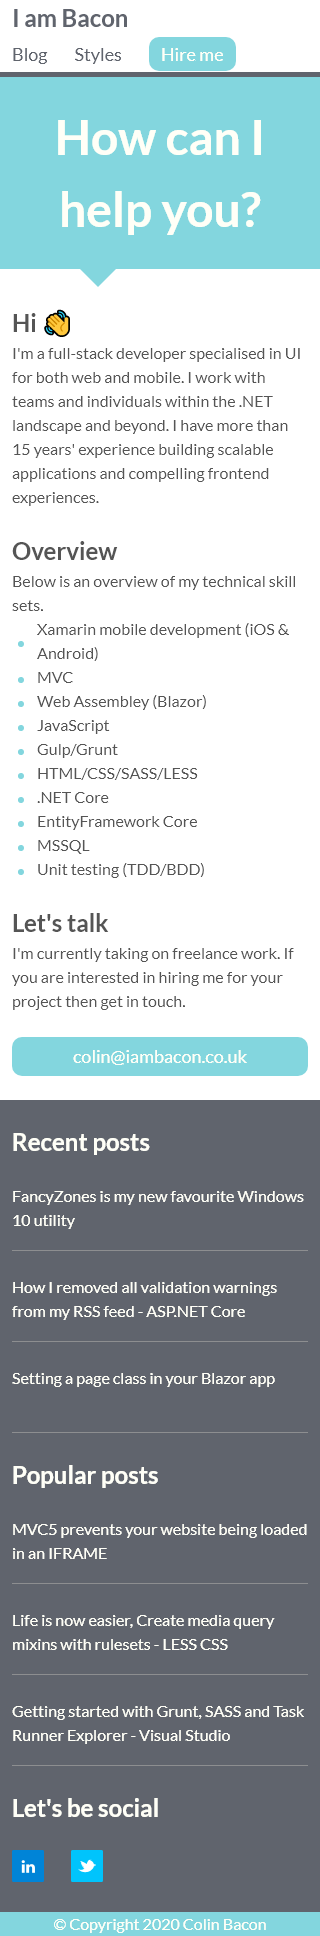 I am Bacon
Blog Styles Hire me
How can I
help you?
Hi
I'm a full-stack developer specialised in UI
for both web and mobile. I work with
teams and individuals within the .NET
landscape and beyond. I have more than
15 years' experience building scalable
applications and compelling frontend
experiences.
Overview
Below is an overview of my technical skill
sets.
Xamarin mobile development (iOS &
Android)
MVC
Web Assembley (Blazor)
JavaScript
Gulp/Grunt
HTML/CSS/SASS/LESS
.NET Core
EntityFramework Core
MSSQL
Unit testing (TDD/BDD)
Let's talk
I'm currently taking on freelance work. If
you are interested in hiring me for your
project then get in touch.
colin@iambacon.co.uk
Recent posts
FancyZones is my new favourite Windows
10 utility
How I removed all validation warnings
from my RSS feed - ASP.NET Core
Setting a page class in your Blazor app
Popular posts
MVC5 prevents your website being loaded
in an IFRAME
Life is now easier, Create media query
mixins with rulesets - LESS CSS
Getting started with Grunt, SASS and Task
Runner Explorer - Visual Studio
Let's be social
in
© Copyright 2020 Colin Bacon